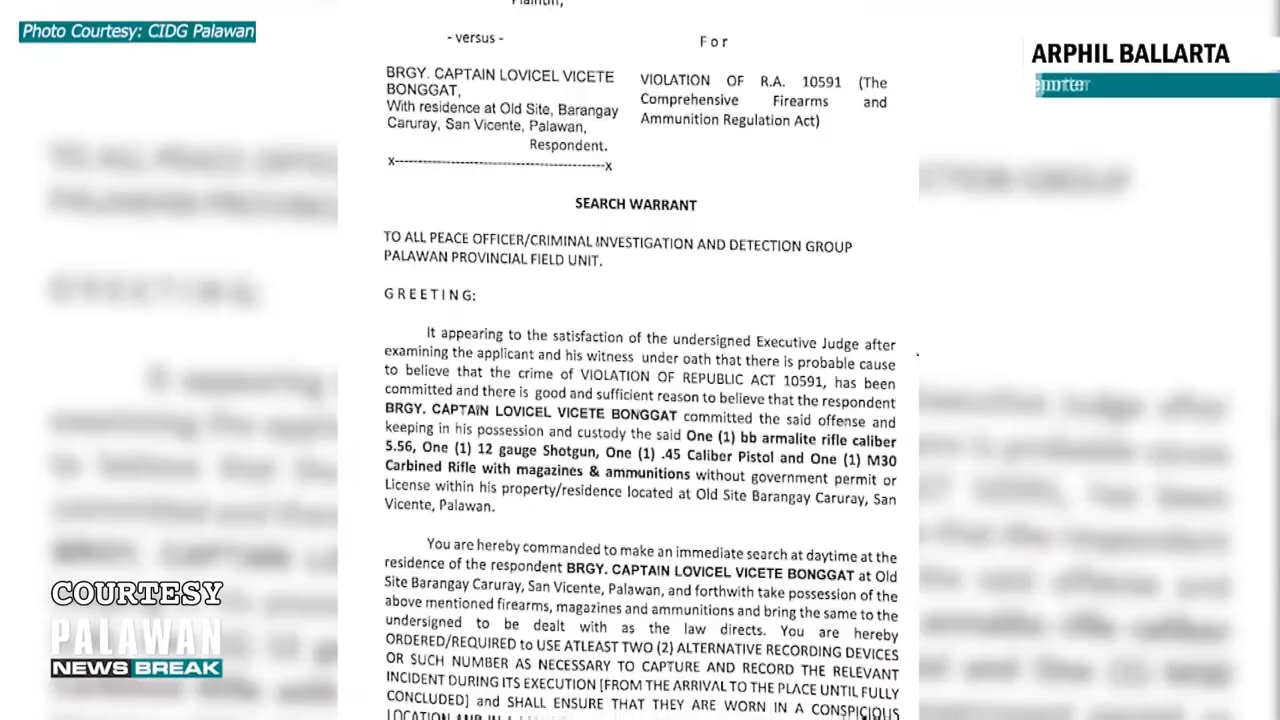 Photo Courtesy: CIDG Palawan
ARPHIL BALLARTA
- versus -
F o r
BRGY. CAPTAIN LOVICEL VICETE
BONGGAT,
With residence at Old Site, Barangay
Caruray, San Vicente, Palawan,
Respondent.
x---------------------------------------------x
VIOLATION OF R.A. 10591 (The
Comprehensive Firearms and
Ammunition Regulation Act)
SEARCH WARRANT
TO ALL PEACE OFFICER/CRIMINAL INVESTIGATION AND DETECTION GROUP
PALAWAN PROVINCIAL FIELD UNIT.
G R E E T I N G:
It appearing to the satisfaction of the undersigned Executive Judge after
examining the applicant and his witness under oath that there is probable cause
to believe that the crime of VIOLATION OF REPUBLIC ACT 10591, has been
committed and there is good and sufficient reason to believe that the respondent
BRGY. CAPTAIN LOVICEL VICETE BONGGAT committed the said offense and
keeping in his possession and custody the said One (1) bb armalite rifle caliber
5.56, One (1) 12 gauge Shotgun, One (1) .45 Caliber Pistol and One (1) M30
Carbined Rifle with magazines & ammunitions without government permit or
License within his property/residence located at Old Site Barangay Caruray, San
Vicente, Palawan.
You are hereby commanded to make an immediate search at daytime at the
residence of the respondent BRGY. CAPTAIN LOVICEL VICETE BONGGAT at Old
Site Barangay Caruray, San Vicente, Palawan, and forthwith take possession of the
above mentioned firearms, magazines and ammunitions and bring the same to the
undersigned to be dealt with as the law directs. You are hereby
ORDERED/REQUIRED to USE ATLEAST TWO (2) ALTERNATIVE RECORDING DEVICES
OR SUCH NUMBER AS NECESSARY TO CAPTURE AND RECORD THE RELEVANT
INCIDENT DURING ITS EXECUTION [FROM THE ARRIVAL TO THE PLACE UNTIL FULLY
CONCLUDED] and SHALL ENSURE THAT THEY ARE WORN IN A CONSPICIOUS
COURTESY
PALAWAN
NEWS BREAK